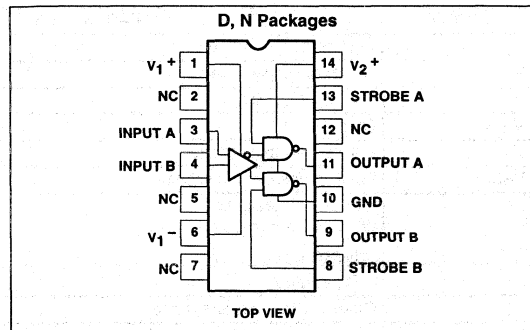 D, N Packages
V1+ 1
NC 2
INPUT A 3
INPUT B 4
NC 5
V1− 6
NC 7
14 V2+
13 STROBE A
12 NC
11 OUTPUT A
10 GND
9 OUTPUT B
8 STROBE B
TOP VIEW